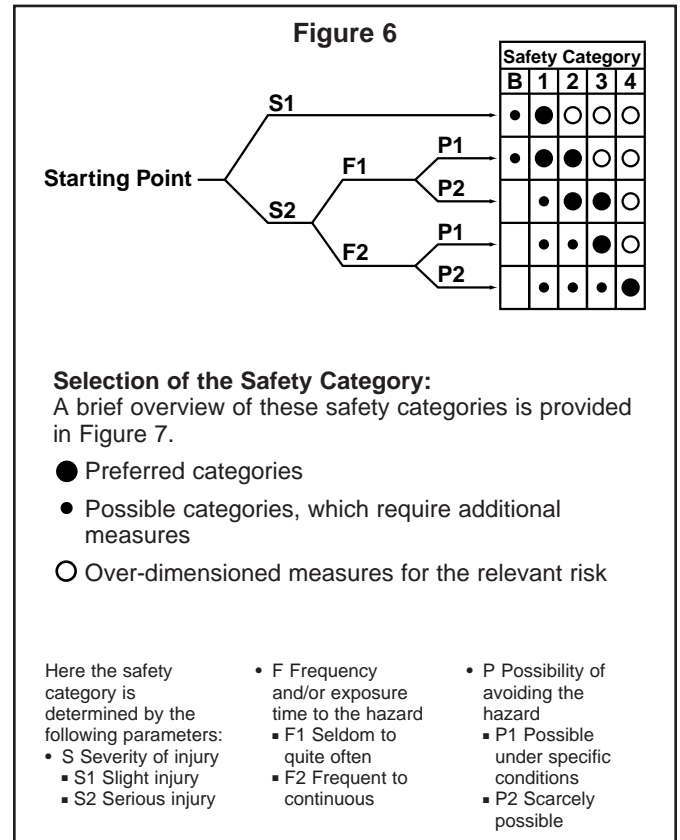 Figure 6
Safety Category
B 1 2 3 4
S1
P1
F1
Starting Point
P2
S2
P1
F2
P2
Selection of the Safety Category:
A brief overview of these safety categories is provided
in Figure 7.
● Preferred categories
• Possible categories, which require additional
measures
○ Over-dimensioned measures for the relevant risk
Here the safety
category is
determined by the
following parameters:
• S Severity of injury
▪ S1 Slight injury
▪ S2 Serious injury
• F Frequency
and/or exposure
time to the hazard
▪ F1 Seldom to
quite often
▪ F2 Frequent to
continuous
• P Possibility of
avoiding the
hazard
▪ P1 Possible
under specific
conditions
▪ P2 Scarcely
possible